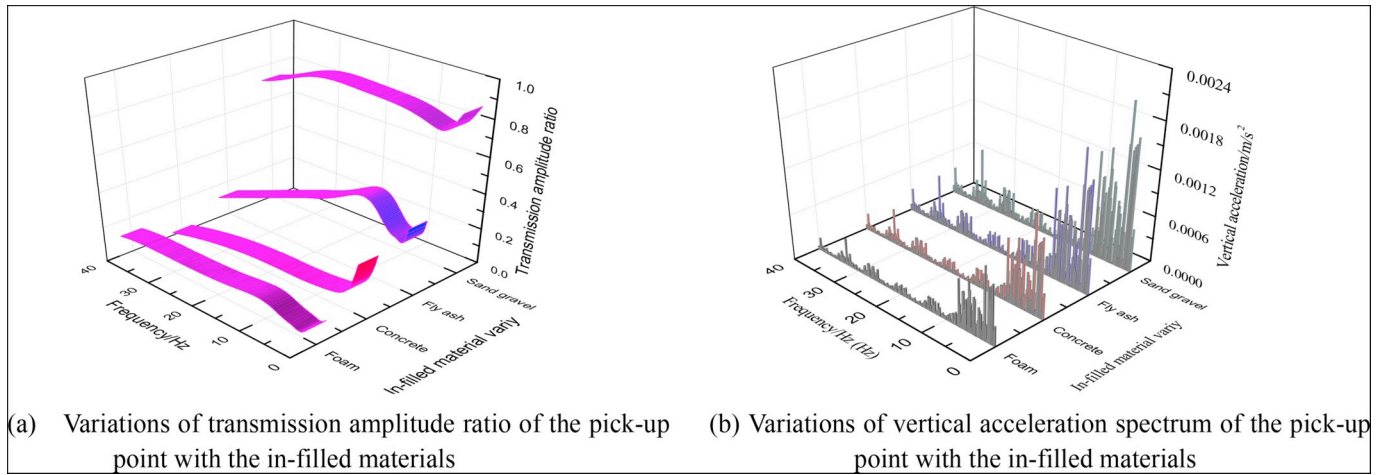 1.0
0.8
0.6
0.4
0.2
0.0
Transmission amplitude ratio
40
30
20
10
0
Frequency/Hz
Sand gravel
Fly ash
Concrete
Foam
In-filled material variy
0.0024
0.0018
0.0012
0.0006
0.0000
Vertical acceleration/m/s²
40
30
20
10
0
Frequency/Hz (Hz)
Sand gravel
Fly ash
Concrete
Foam
In-filled material variy
(a) Variations of transmission amplitude ratio of the pick-up
point with the in-filled materials
(b) Variations of vertical acceleration spectrum of the pick-up
point with the in-filled materials